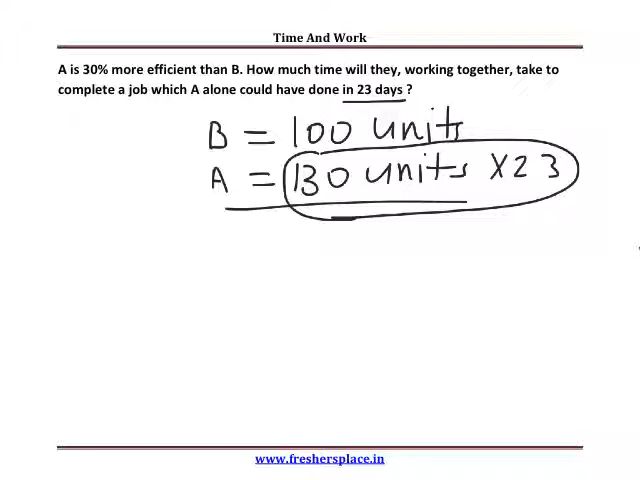 Time And Work
A is 30% more efficient than B. How much time will they, working together, take to
complete a job which A alone could have done in 23 days ?
B = 100 units
A = 130 units X23
www.freshersplace.in